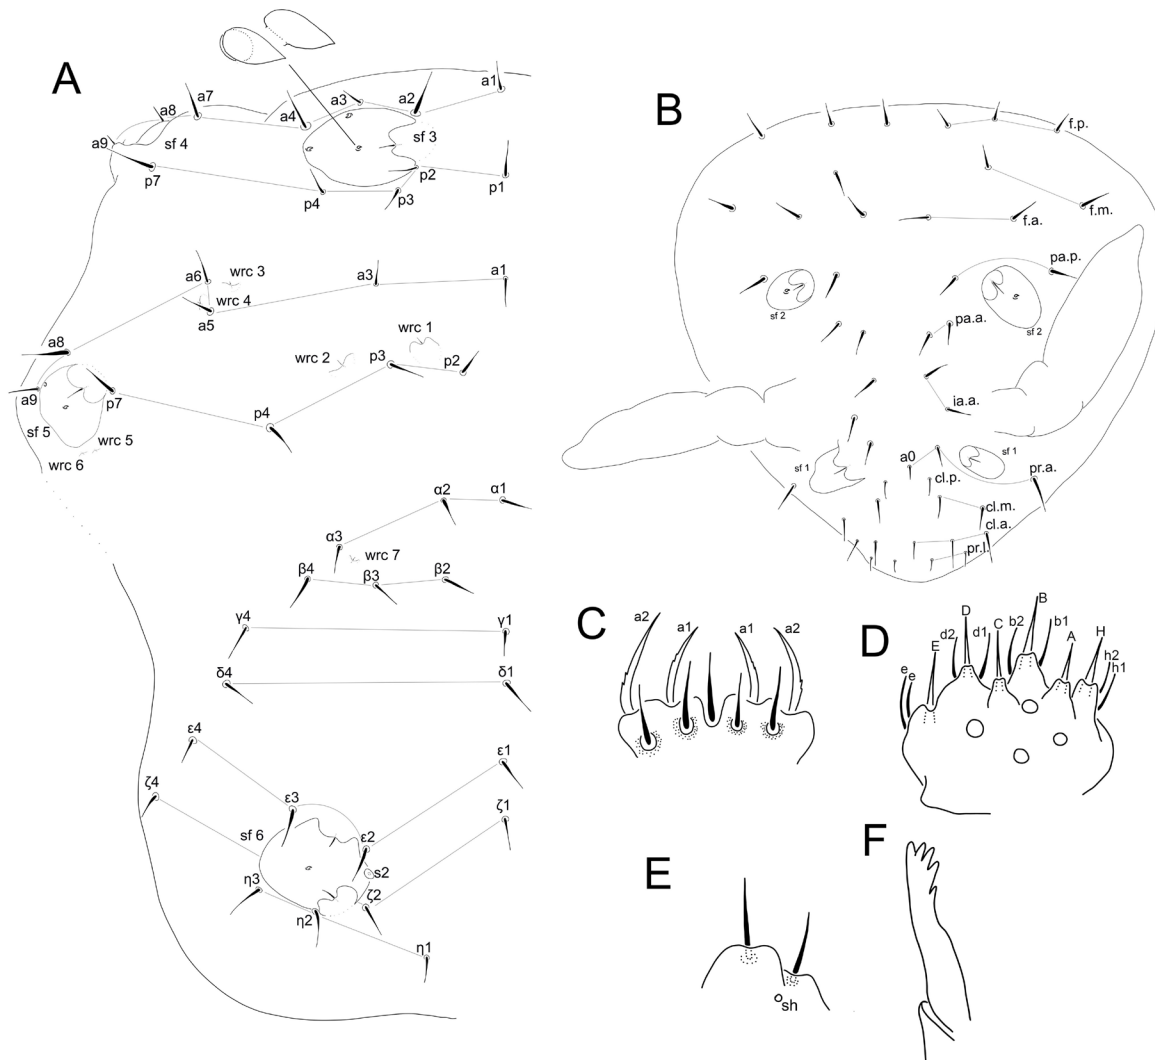 A
a8 a7 a4 a3 a2 a1
a9 sf 4 sf 3
p7 p4 p3 p2 p1
a6 wrc 3 a3 a1
wrc 4
a5
a8 wrc 2 wrc 1 p3 p2
a9 p7 p4
sf 5
wrc 6 wrc 5
α3 α2 α1
wrc 7
β4 β3 β2
γ4 γ1
δ4 δ1
ε4 ε3 ε2 ε1
ζ4 sf 6 s2 ζ2 ζ1
η3 η2 η1
B
f.p.
f.m.
f.a.
pa.p.
sf 2 sf 2
pa.a.
ia.a.
sf 1 a0 sf 1
cl.p. pr.a.
cl.m.
cl.a.
pr.l.
C
a2 a1 a1 a2
D
e e E d2 D d1 C b2 B b1 A H h2 h1
E
sh
F